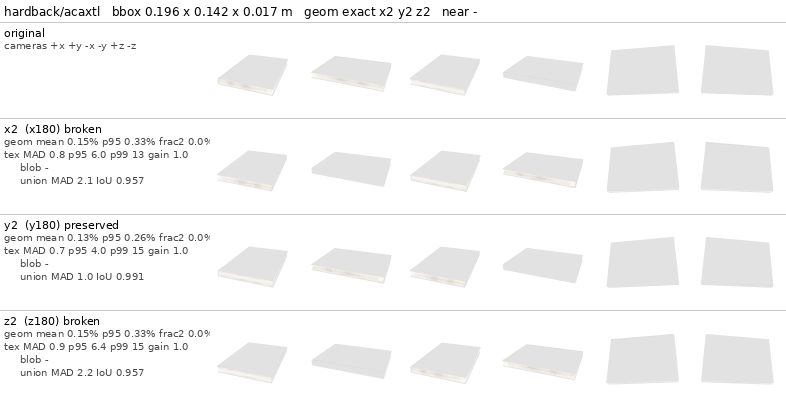 hardback/acaxtl   bbox 0.196 x 0.142 x 0.017 m   geom exact x2 y2 z2   near -
original
cameras +x +y -x -y +z -z
x2  (x180) broken
geom mean 0.15% p95 0.33% frac2 0.0%
tex MAD 0.8 p95 6.0 p99 13 gain 1.0
blob -
union MAD 2.1 IoU 0.957
y2  (y180) preserved
geom mean 0.13% p95 0.26% frac2 0.0%
tex MAD 0.7 p95 4.0 p99 15 gain 1.0
blob -
union MAD 1.0 IoU 0.991
z2  (z180) broken
geom mean 0.15% p95 0.33% frac2 0.0%
tex MAD 0.9 p95 6.4 p99 15 gain 1.0
blob -
union MAD 2.2 IoU 0.957